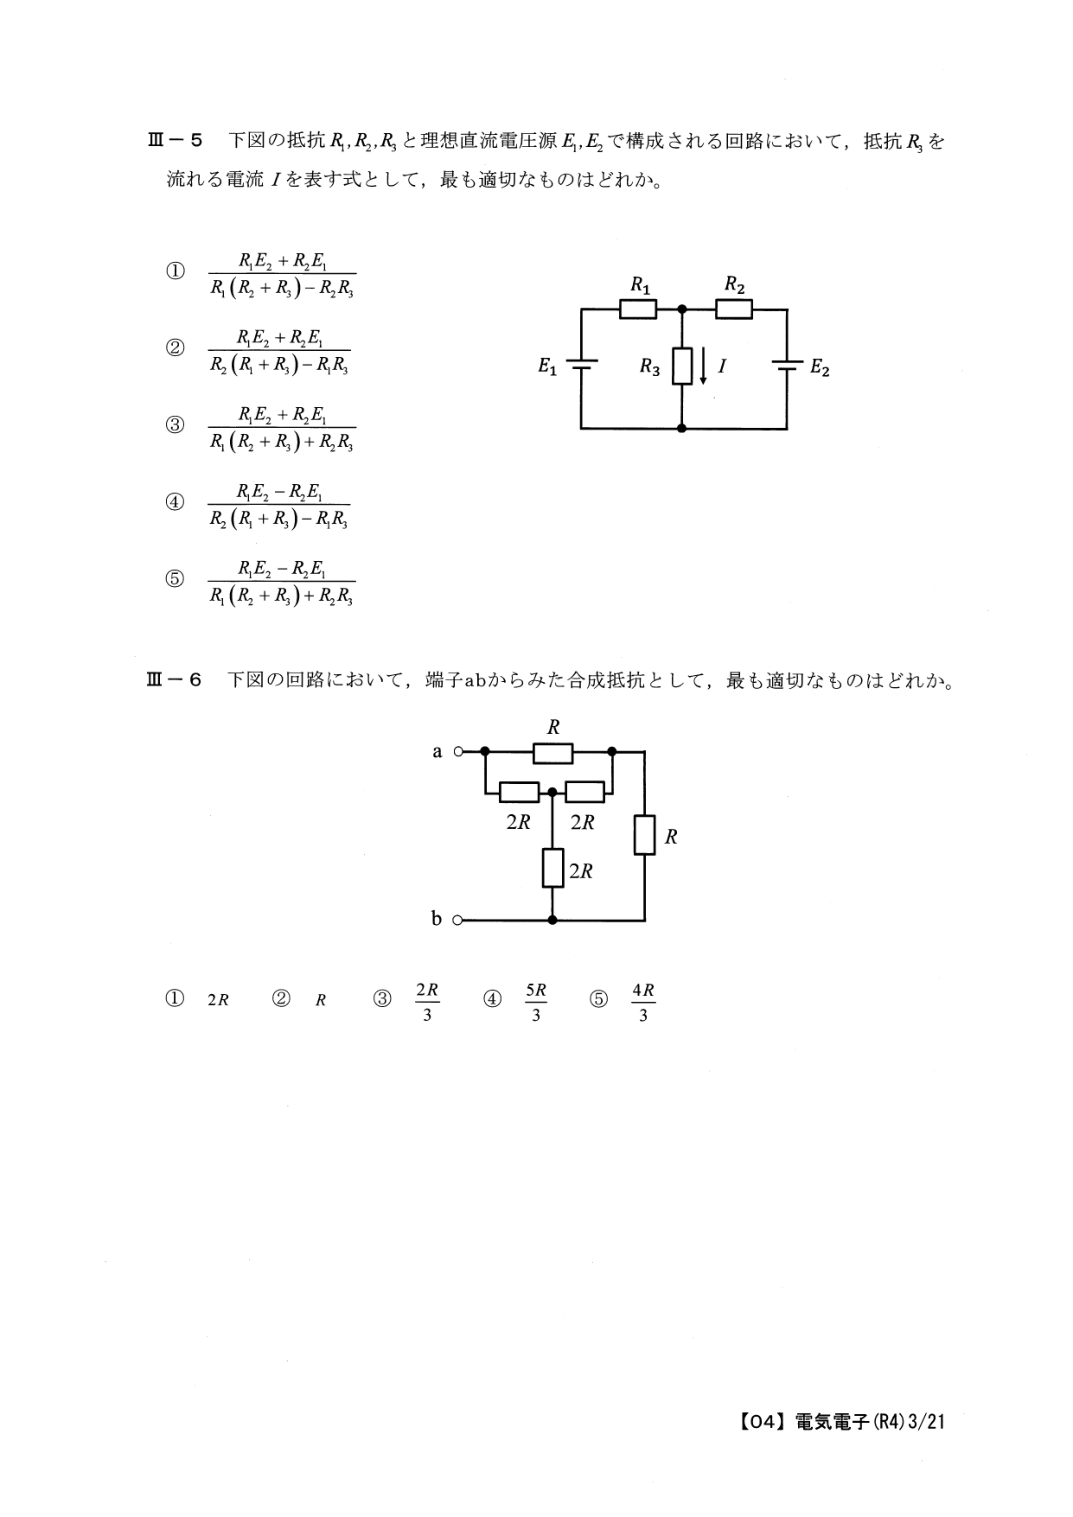 Ⅲ－５　下図の抵抗 R₁, R₂, R₃ と理想直流電圧源 E₁, E₂ で構成される回路において，抵抗 R₃ を
流れる電流 I を表す式として，最も適切なものはどれか。
① (R₁E₂ + R₂E₁) / (R₁(R₂ + R₃) − R₂R₃)
② (R₁E₂ + R₂E₁) / (R₂(R₁ + R₃) − R₁R₃)
③ (R₁E₂ + R₂E₁) / (R₁(R₂ + R₃) + R₂R₃)
④ (R₁E₂ − R₂E₁) / (R₂(R₁ + R₃) − R₁R₃)
⑤ (R₁E₂ − R₂E₁) / (R₁(R₂ + R₃) + R₂R₃)
R₁ R₂
E₁ R₃ I E₂
Ⅲ－６　下図の回路において，端子abからみた合成抵抗として，最も適切なものはどれか。
R
a
2R 2R
R
2R
b
① 2R ② R ③ 2R/3 ④ 5R/3 ⑤ 4R/3
【04】電気電子(R4)3/21